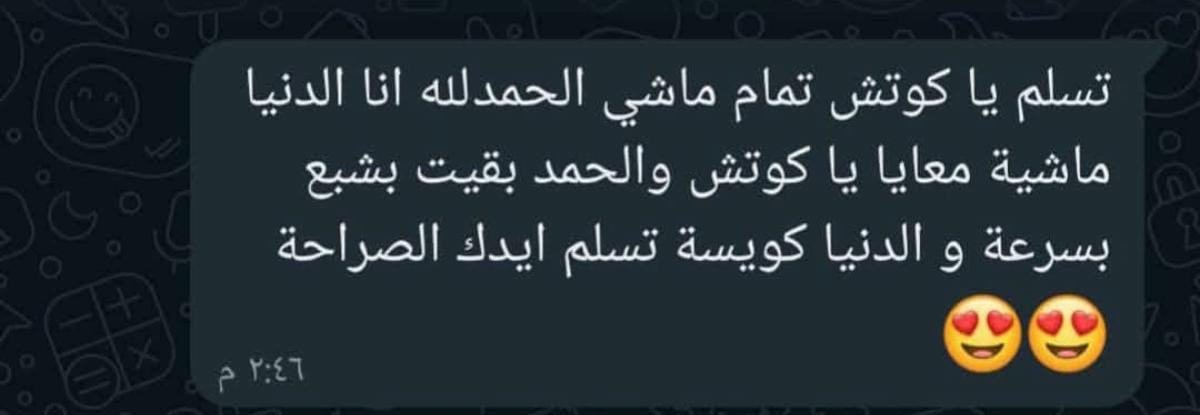 تسلم يا كوتش تمام ماشي الحمدلله انا الدنيا
ماشية معايا يا كوتش والحمد بقيت بشبع
بسرعة و الدنيا كويسة تسلم ايدك الصراحة
😍😍
٢:٤٦ م